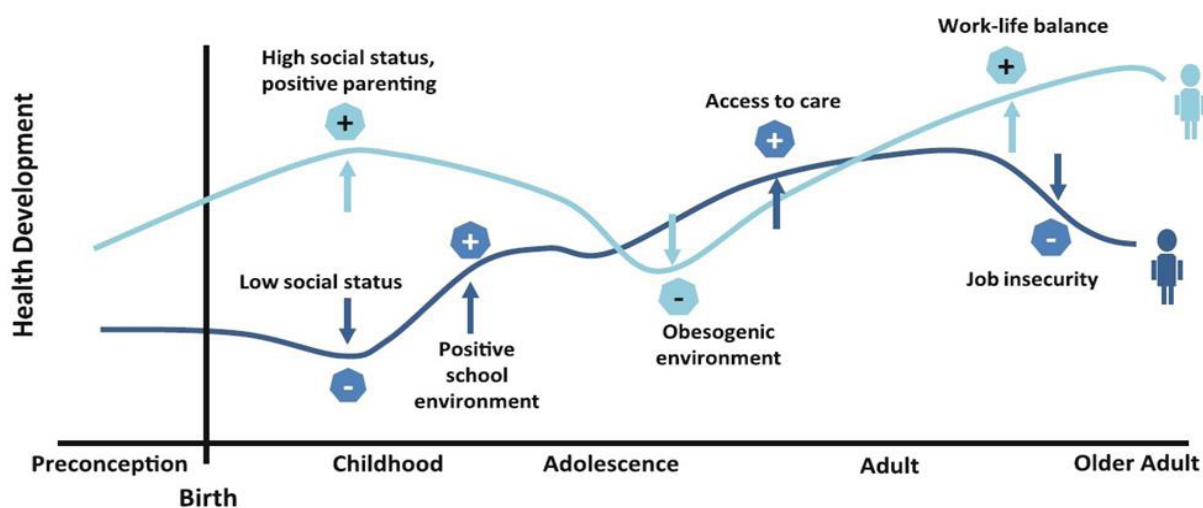 Health Development
High social status,
positive parenting
+
Low social status
-
+
Positive
school
environment
-
Obesogenic
environment
Access to care
+
Work-life balance
+
-
Job insecurity
Preconception
Birth
Childhood
Adolescence
Adult
Older Adult